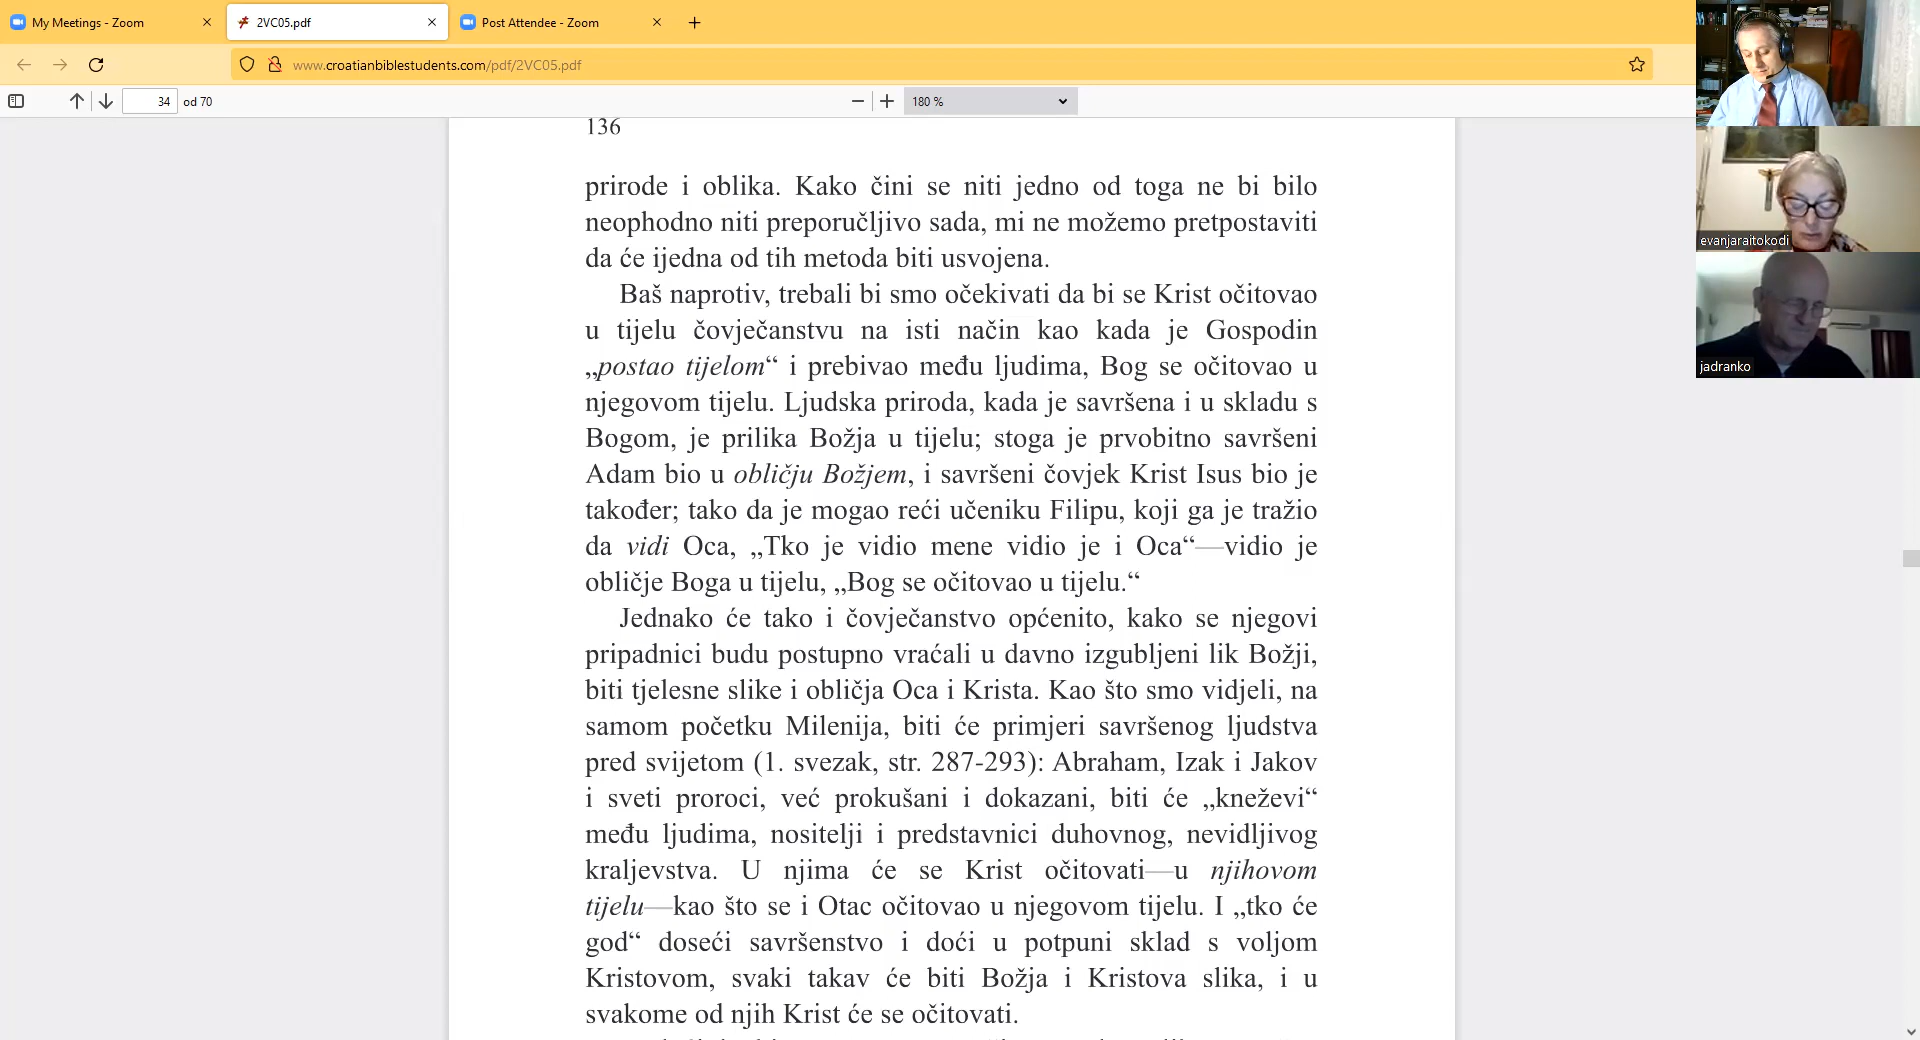 My Meetings - Zoom
2VC05.pdf
Post Attendee - Zoom
www.croatianbiblestudents.com/pdf/2VC05.pdf
34 od 70
180 %
136
prirode i oblika. Kako čini se niti jedno od toga ne bi bilo
neophodno niti preporučljivo sada, mi ne možemo pretpostaviti
da će ijedna od tih metoda biti usvojena.
Baš naprotiv, trebali bi smo očekivati da bi se Krist očitovao
u tijelu čovječanstvu na isti način kao kada je Gospodin
„postao tijelom“ i prebivao među ljudima, Bog se očitovao u
njegovom tijelu. Ljudska priroda, kada je savršena i u skladu s
Bogom, je prilika Božja u tijelu; stoga je prvobitno savršeni
Adam bio u obličju Božjem, i savršeni čovjek Krist Isus bio je
također; tako da je mogao reći učeniku Filipu, koji ga je tražio
da vidi Oca, „Tko je vidio mene vidio je i Oca“—vidio je
obličje Boga u tijelu, „Bog se očitovao u tijelu.“
Jednako će tako i čovječanstvo općenito, kako se njegovi
pripadnici budu postupno vraćali u davno izgubljeni lik Božji,
biti tjelesne slike i obličja Oca i Krista. Kao što smo vidjeli, na
samom početku Milenija, biti će primjeri savršenog ljudstva
pred svijetom (1. svezak, str. 287-293): Abraham, Izak i Jakov
i sveti proroci, već prokušani i dokazani, biti će „kneževi“
među ljudima, nositelji i predstavnici duhovnog, nevidljivog
kraljevstva. U njima će se Krist očitovati—u njihovom
tijelu—kao što se i Otac očitovao u njegovom tijelu. I „tko će
god“ doseći savršenstvo i doći u potpuni sklad s voljom
Kristovom, svaki takav će biti Božja i Kristova slika, i u
svakome od njih Krist će se očitovati.
evanjaraitokodi
jadranko